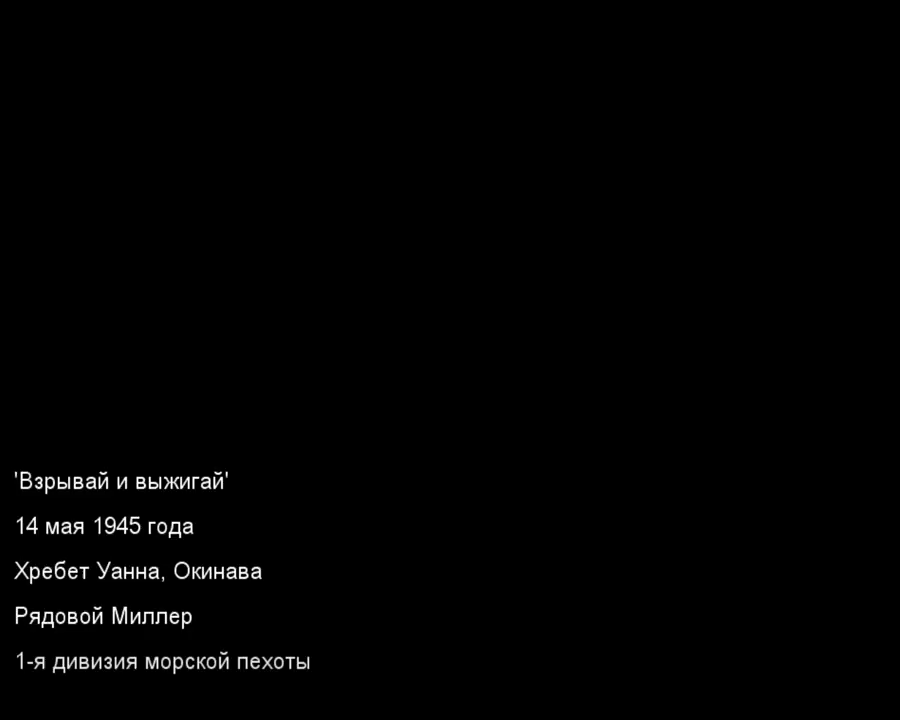 'Взрывай и выжигай'
14 мая 1945 года
Хребет Уанна, Окинава
Рядовой Миллер
1-я дивизия морской пехоты